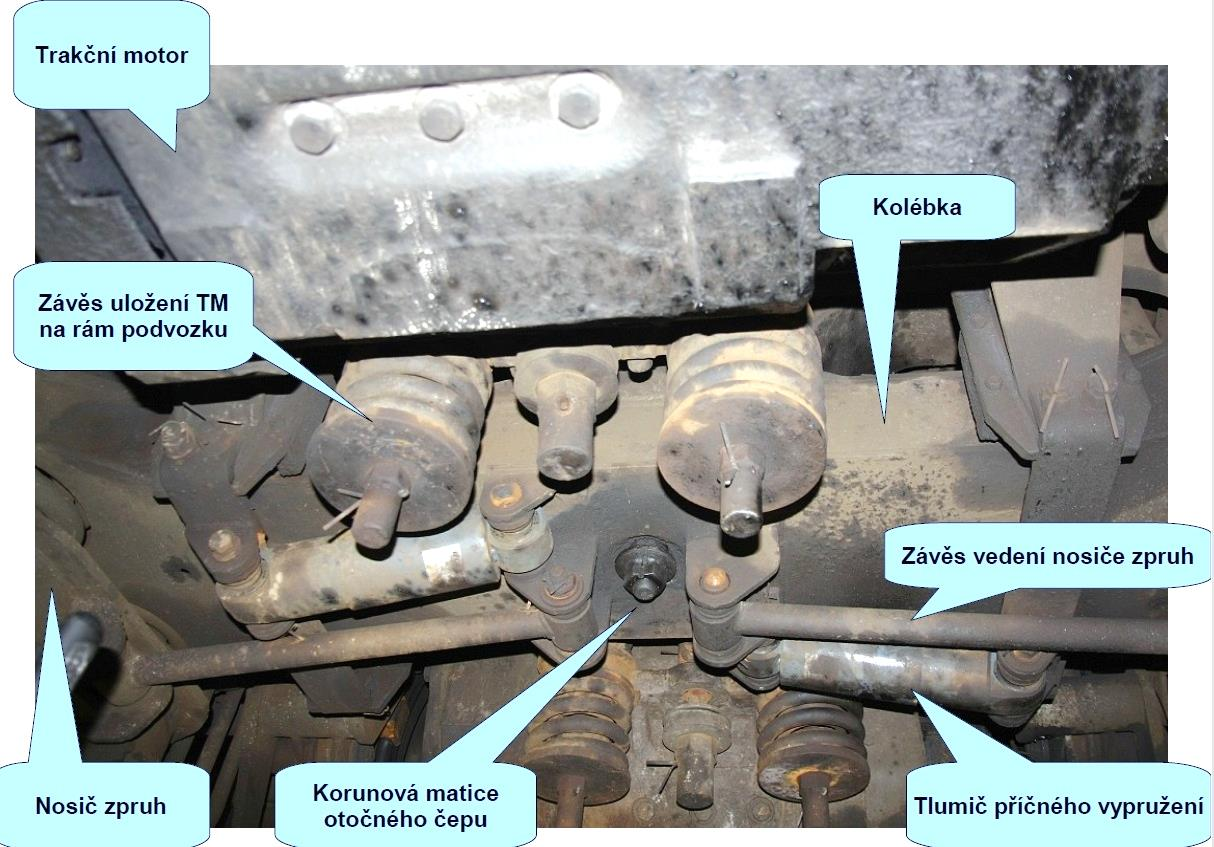 Trakční motor
Kolébka
Závěs uložení TM
na rám podvozku
Závěs vedení nosiče zpruh
Nosič zpruh
Korunová matice
otočného čepu
Tlumič příčného vypružení